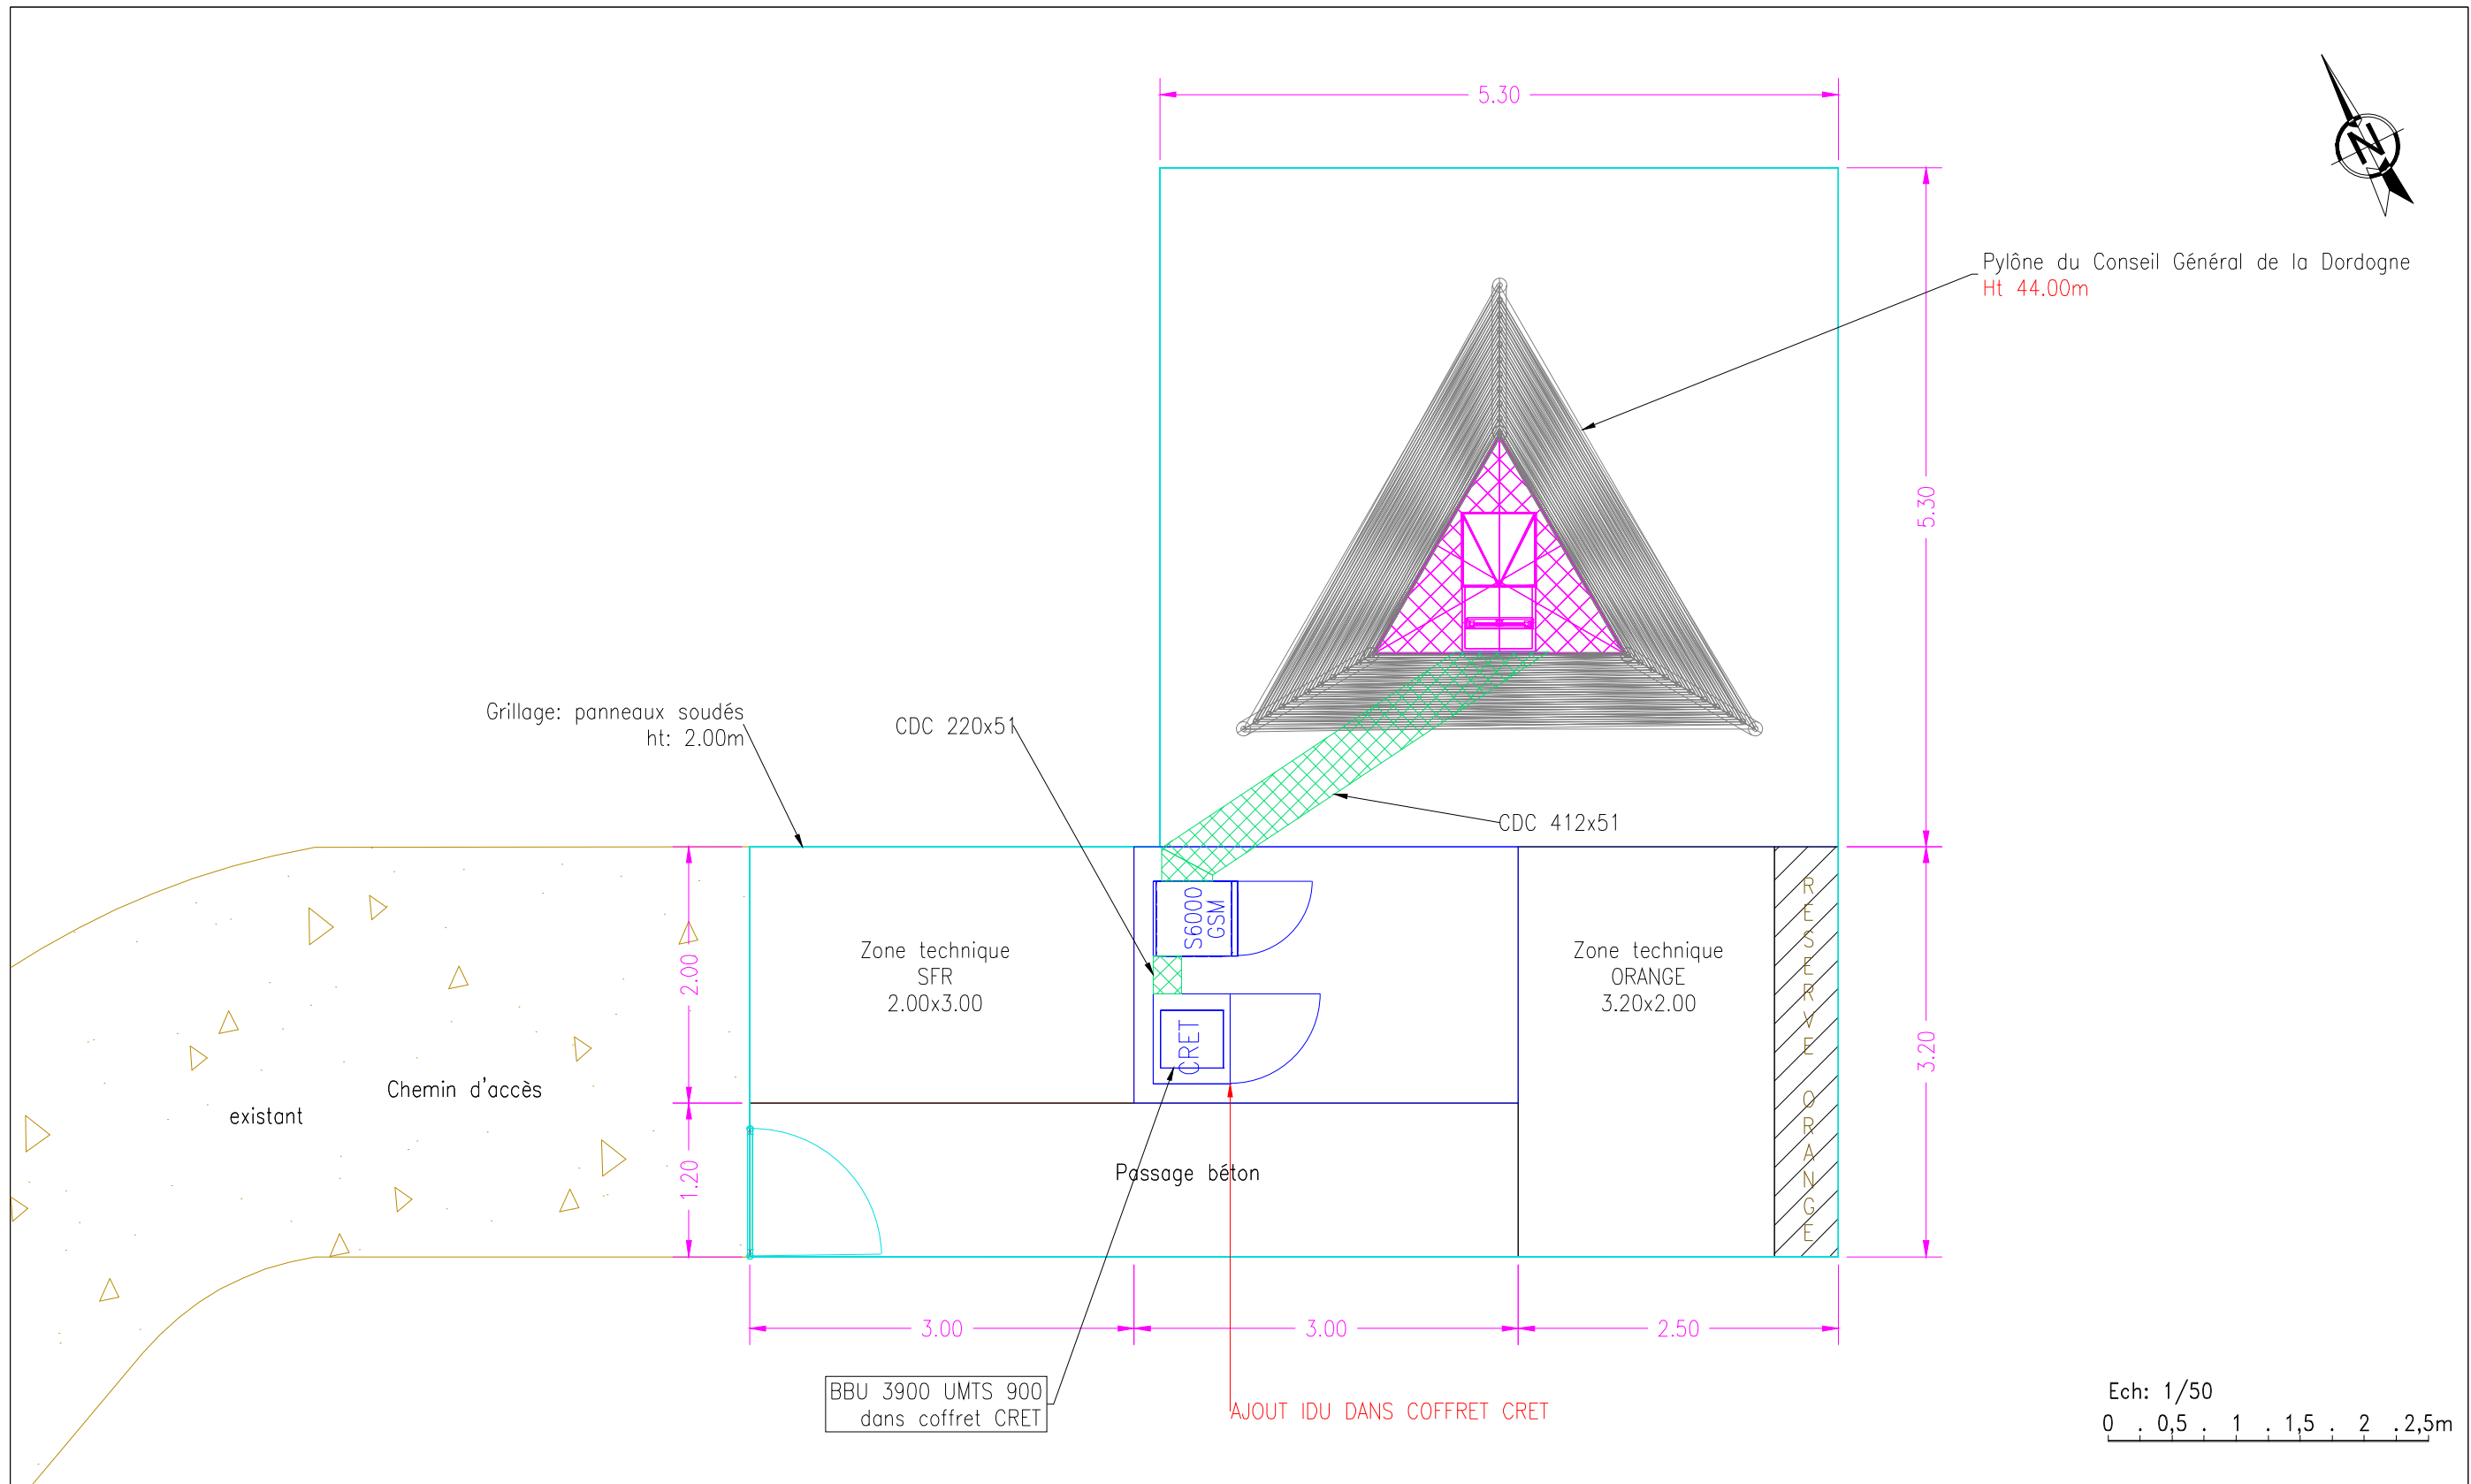 5.30
N
Pylône du Conseil Général de la Dordogne
Ht 44.00m
5.30
Grillage: panneaux soudés
ht: 2.00m
CDC 220x51
CDC 412x51
S6000
GSM
Zone technique
SFR
2.00x3.00
Zone technique
ORANGE
3.20x2.00
RESERVE ORANGE
2.00
CRET
3.20
Chemin d'accès
existant
1.20
Passage béton
3.00
3.00
2.50
BBU 3900 UMTS 900
dans coffret CRET
AJOUT IDU DANS COFFRET CRET
Ech: 1/50
0 . 0,5 . 1 . 1,5 . 2 . 2,5m